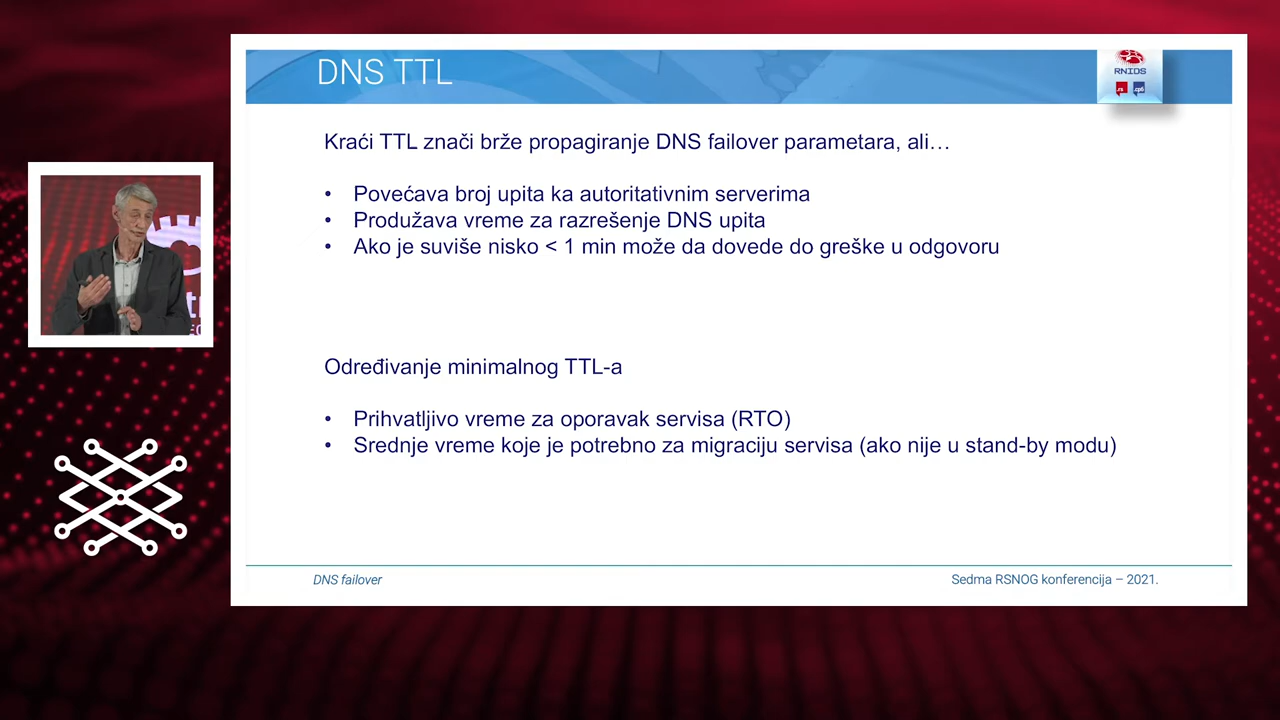 DNS TTL
RNIDS
Kraći TTL znači brže propagiranje DNS failover parametara, ali…
• Povećava broj upita ka autoritativnim serverima
• Produžava vreme za razrešenje DNS upita
• Ako je suviše nisko < 1 min može da dovede do greške u odgovoru
Određivanje minimalnog TTL-a
• Prihvatljivo vreme za oporavak servisa (RTO)
• Srednje vreme koje je potrebno za migraciju servisa (ako nije u stand-by modu)
DNS failover
Sedma RSNOG konferencija – 2021.